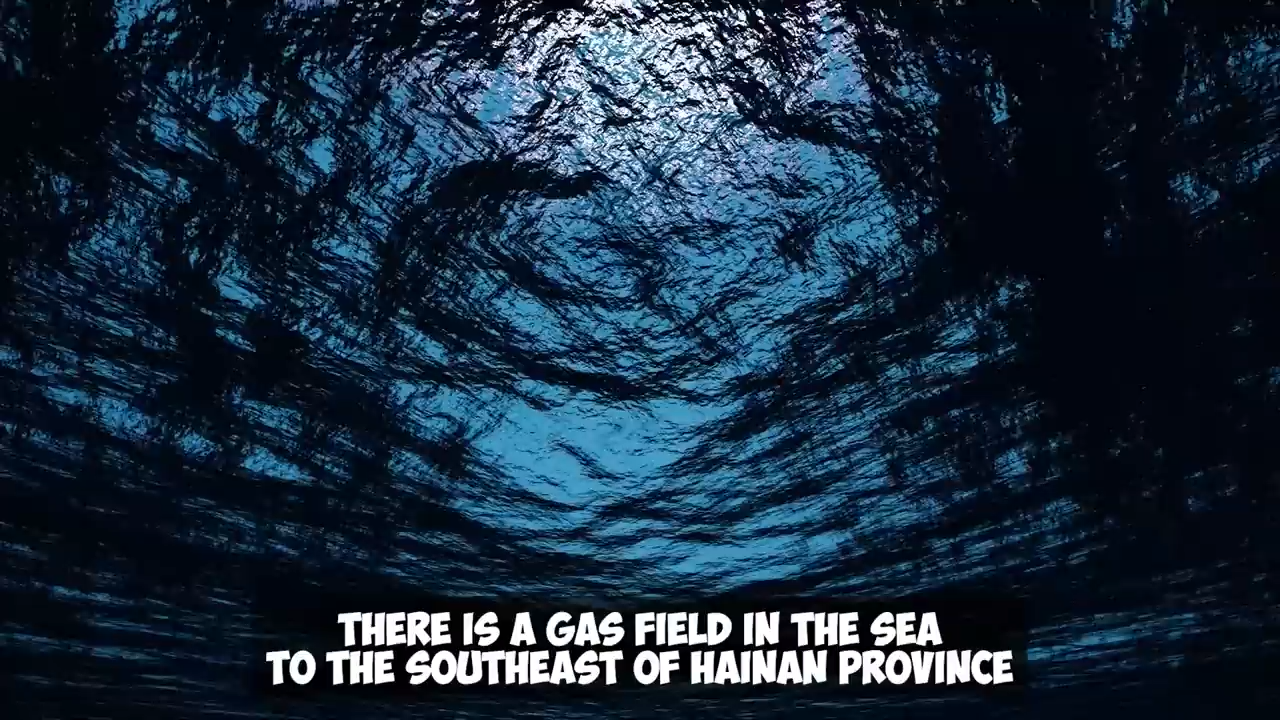 THERE IS A GAS FIELD IN THE SEA
TO THE SOUTHEAST OF HAINAN PROVINCE